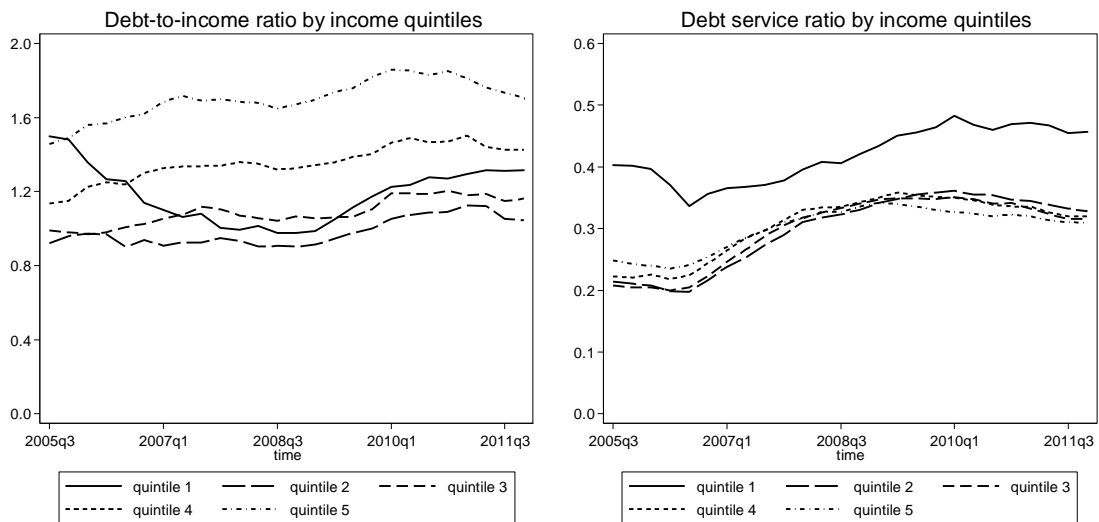 Debt-to-income ratio by income quintiles
2.0
1.6
1.2
0.8
0.4
0.0
2005q3 2007q1 2008q3 2010q1 2011q3
time
quintile 1 quintile 2 quintile 3
quintile 4 quintile 5
Debt service ratio by income quintiles
0.6
0.5
0.4
0.3
0.2
0.1
0.0
2005q3 2007q1 2008q3 2010q1 2011q3
time
quintile 1 quintile 2 quintile 3
quintile 4 quintile 5